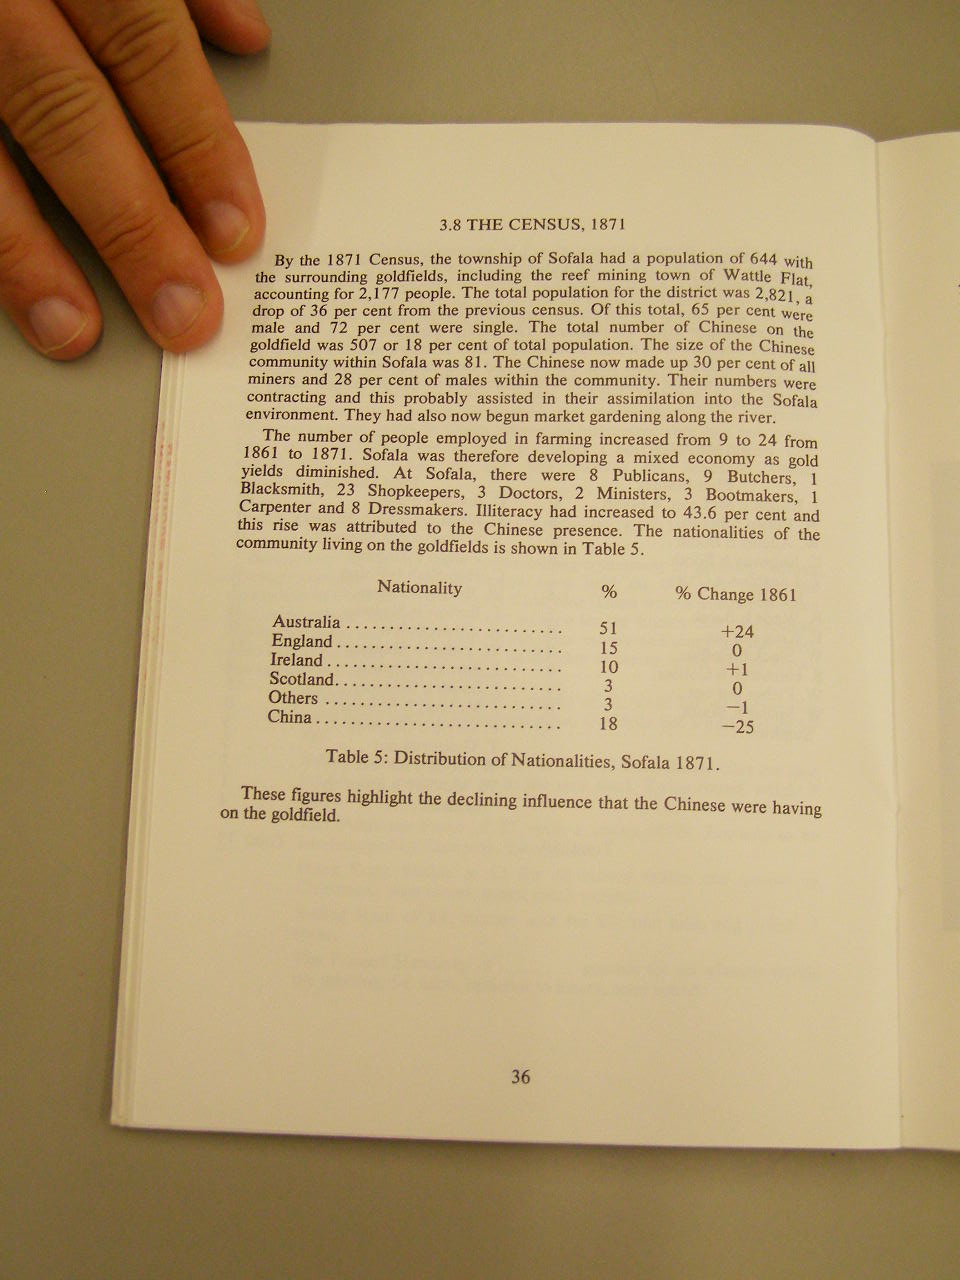 3.8 THE CENSUS, 1871
By the 1871 Census, the township of Sofala had a population of 644 with
the surrounding goldfields, including the reef mining town of Wattle Flat,
accounting for 2,177 people. The total population for the district was 2,821, a
drop of 36 per cent from the previous census. Of this total, 65 per cent were
male and 72 per cent were single. The total number of Chinese on the
goldfield was 507 or 18 per cent of total population. The size of the Chinese
community within Sofala was 81. The Chinese now made up 30 per cent of all
miners and 28 per cent of males within the community. Their numbers were
contracting and this probably assisted in their assimilation into the Sofala
environment. They had also now begun market gardening along the river.
The number of people employed in farming increased from 9 to 24 from
1861 to 1871. Sofala was therefore developing a mixed economy as gold
yields diminished. At Sofala, there were 8 Publicans, 9 Butchers, 1
Blacksmith, 23 Shopkeepers, 3 Doctors, 2 Ministers, 3 Bootmakers, 1
Carpenter and 8 Dressmakers. Illiteracy had increased to 43.6 per cent and
this rise was attributed to the Chinese presence. The nationalities of the
community living on the goldfields is shown in Table 5.
Nationality % % Change 1861
Australia ........................ 51 +24
England .......................... 15 0
Ireland ........................... 10 +1
Scotland.......................... 3 0
Others ........................... 3 −1
China ............................ 18 −25
Table 5: Distribution of Nationalities, Sofala 1871.
These figures highlight the declining influence that the Chinese were having
on the goldfield.
36